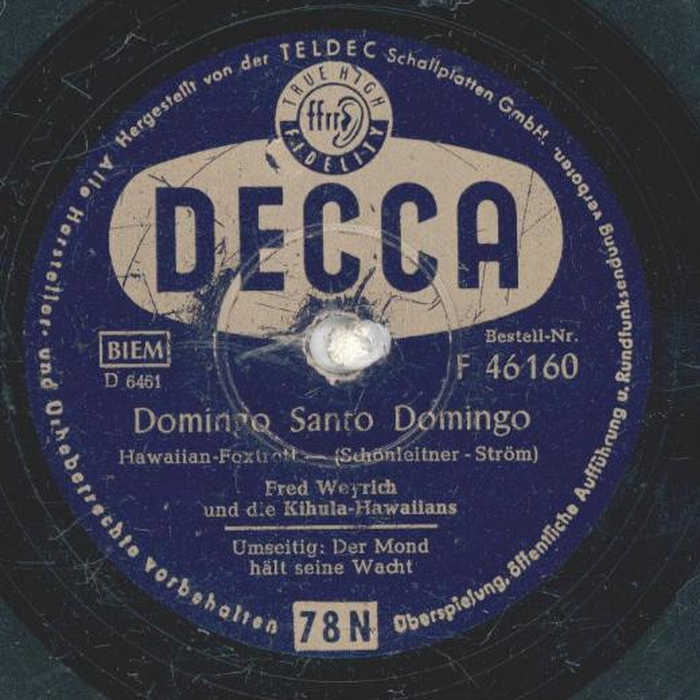 Alle Hersteller- und Urheberrechte vorbehalten
Hergestellt von der TELDEC Schallplatten GmbH.
Überspielung, öffentliche Aufführung u. Rundfunksendung verboten.
TRUE HIGH
ffrr
FIDELITY
DECCA
BIEM
D 6461
Bestell-Nr.
F 46160
Domingo Santo Domingo
Hawaiian-Foxtrott — (Schönleitner - Ström)
Fred Weyrich
und die Kihula-Hawaiians
Umseitig: Der Mond
hält seine Wacht
78 N